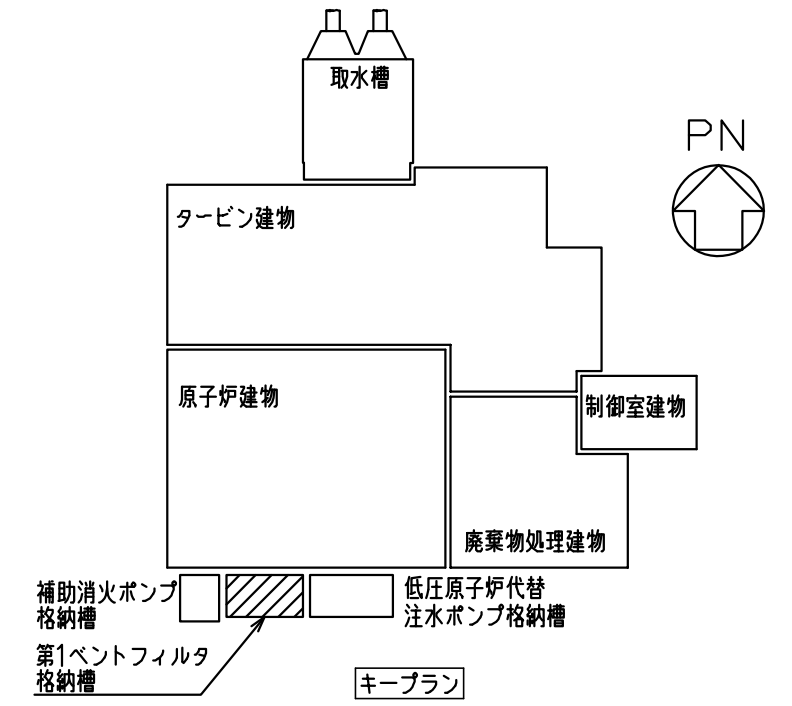 取水槽
PN
タービン建物
原子炉建物
制御室建物
廃棄物処理建物
補助消火ポンプ
格納槽
低圧原子炉代替
注水ポンプ格納槽
第1ベントフィルタ
格納槽
キープラン